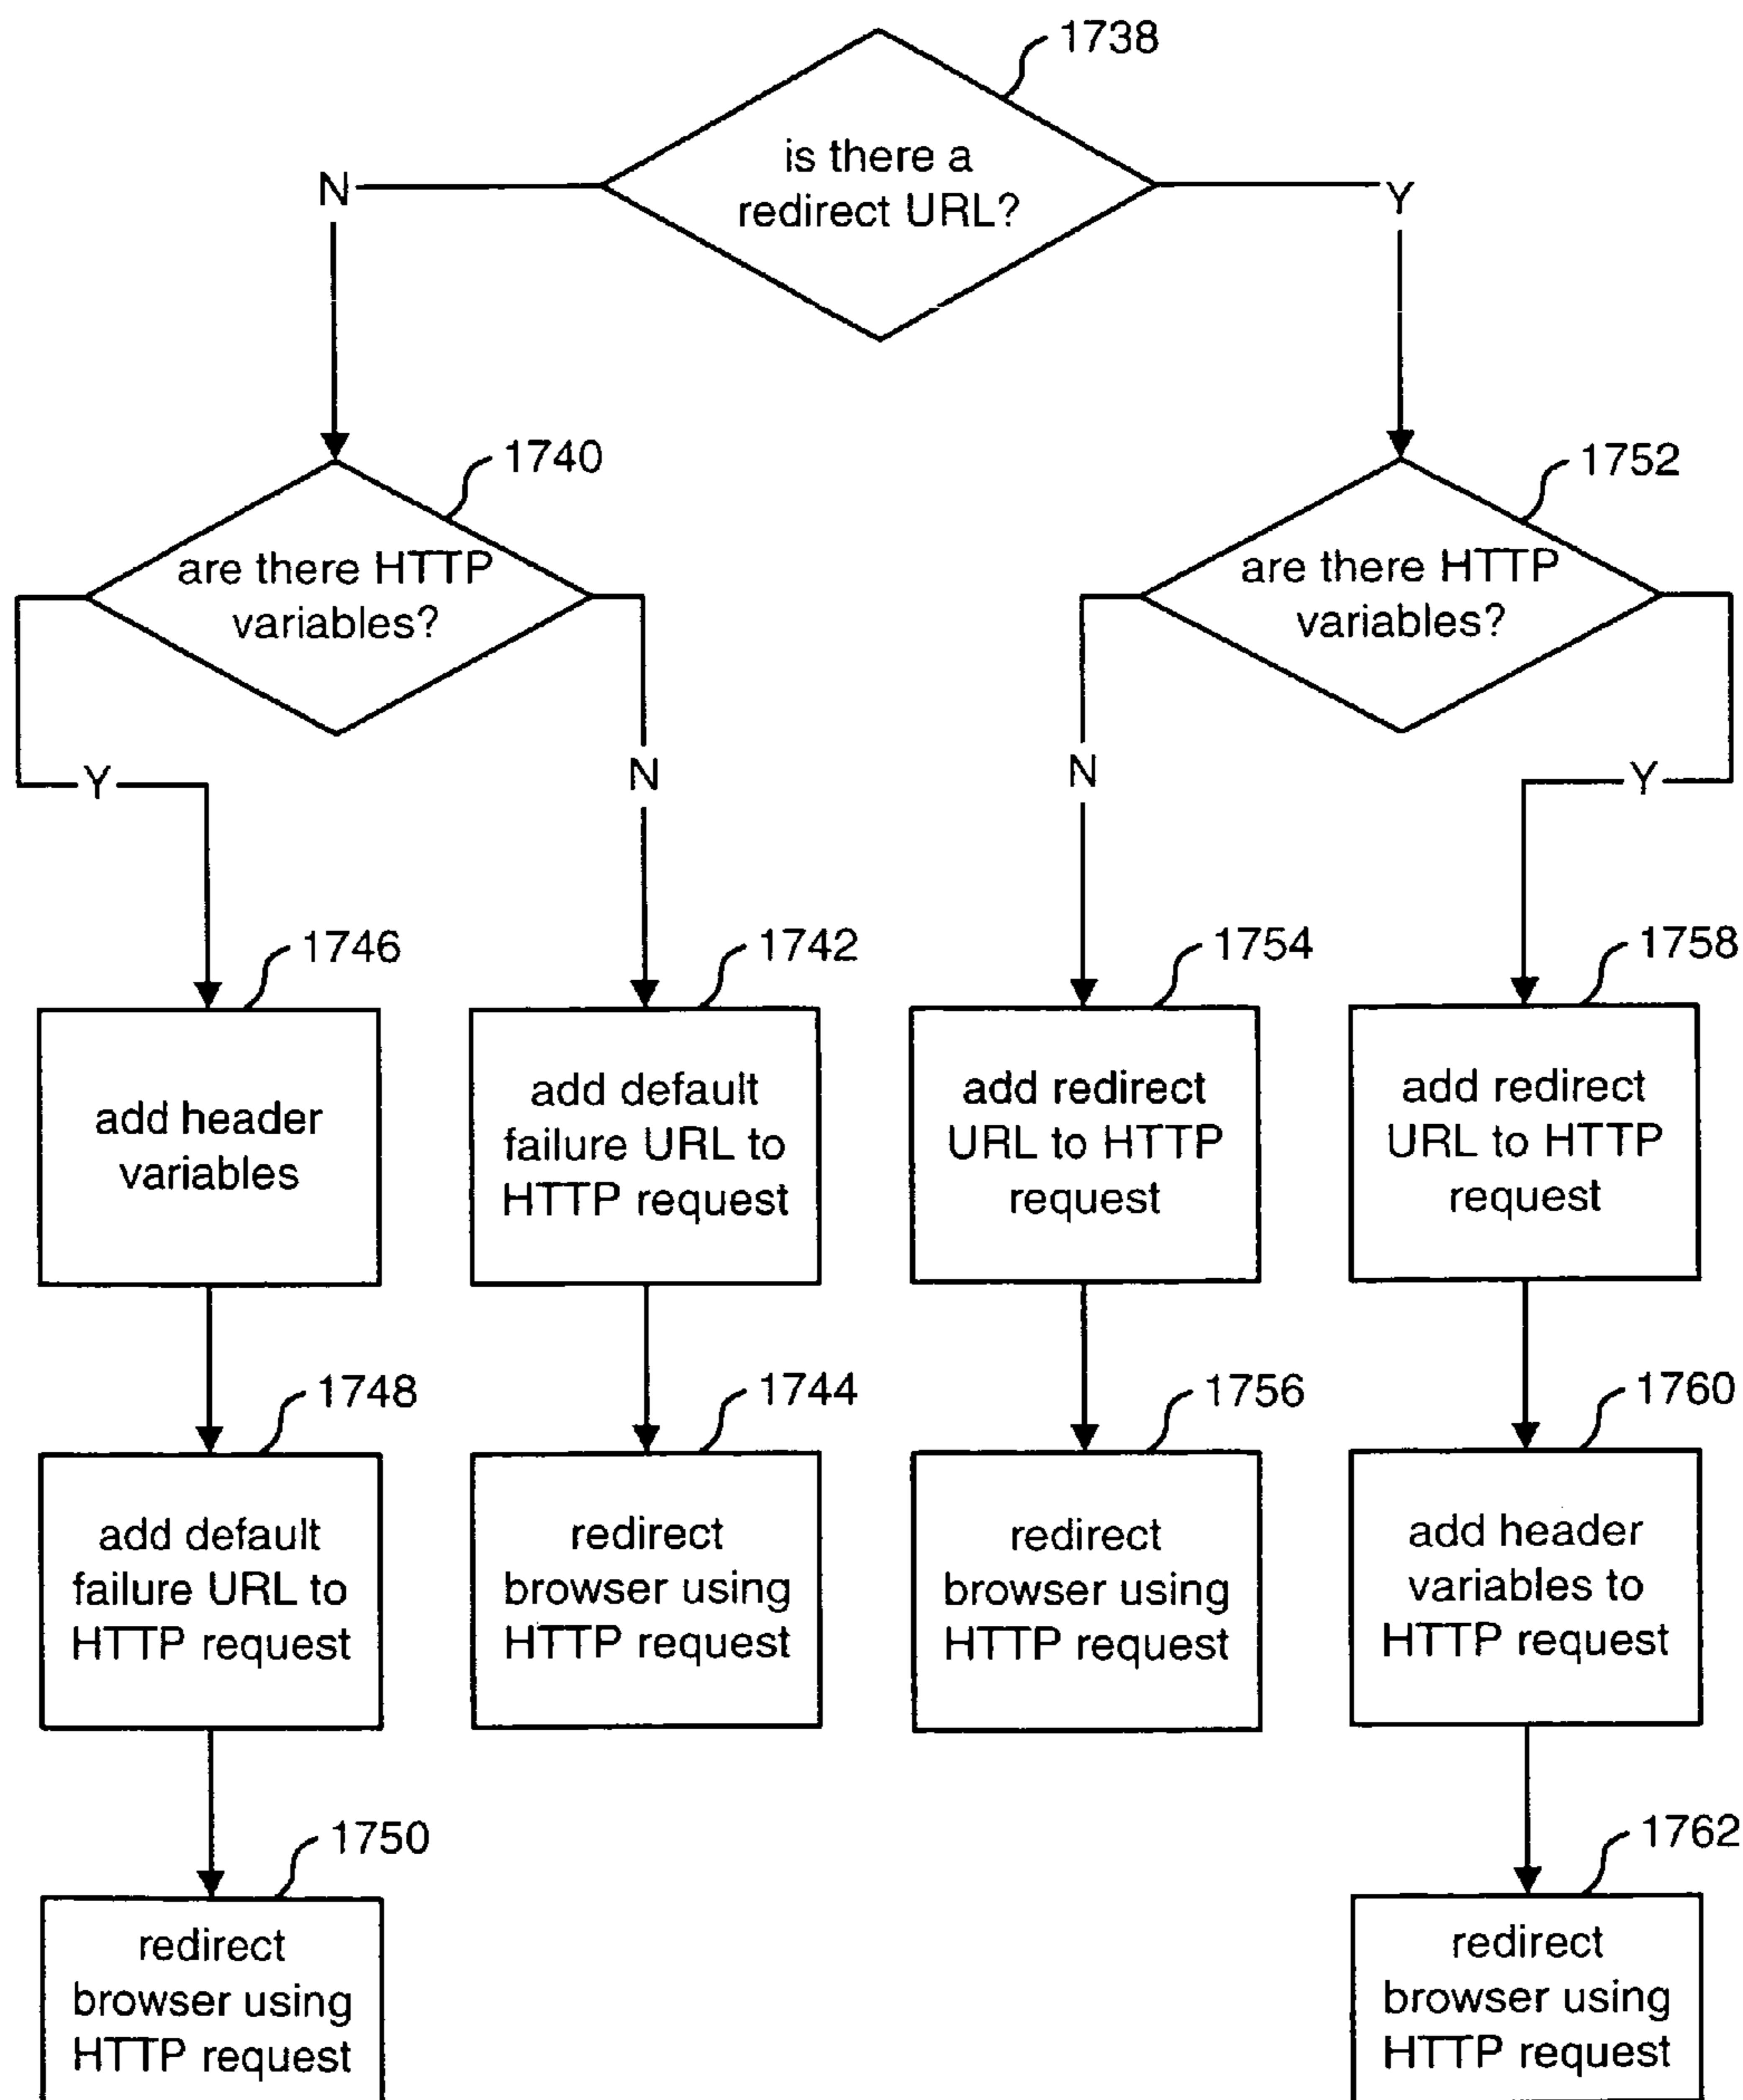 1738
is there a
redirect URL?
N
Y
1740
are there HTTP
variables?
1752
are there HTTP
variables?
Y
N
N
Y
1746
add header
variables
1742
add default
failure URL to
HTTP request
1754
add redirect
URL to HTTP
request
1758
add redirect
URL to HTTP
request
1748
add default
failure URL to
HTTP request
1744
redirect
browser using
HTTP request
1756
redirect
browser using
HTTP request
1760
add header
variables to
HTTP request
1750
redirect
browser using
HTTP request
1762
redirect
browser using
HTTP request